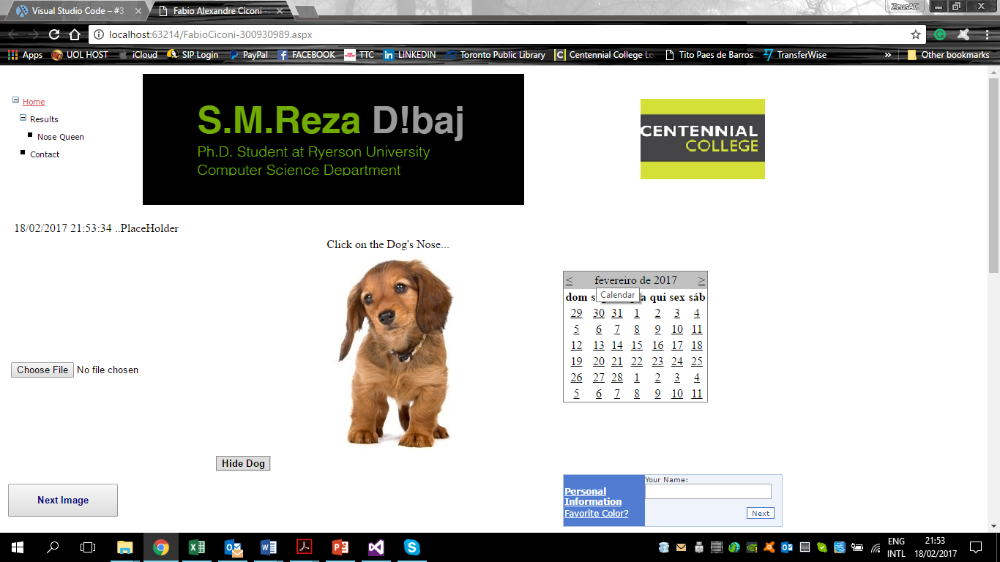 ZeusAC
Visual Studio Code – #3
Fabio Alexandre Ciconi -
localhost:63214/FabioCiconi-300930989.aspx
Apps UOL HOST iCloud SIP Login PayPal FACEBOOK TTC LINKEDIN Toronto Public Library Centennial College Lo Tito Paes de Barros TransferWise » Other bookmarks
Home
Results
Nose Queen
Contact
S.M.Reza D!baj
Ph.D. Student at Ryerson University
Computer Science Department
CENTENNIAL
COLLEGE
18/02/2017 21:53:34 ..PlaceHolder
Click on the Dog's Nose...
< fevereiro de 2017 >
Calendar
dom s a qui sex sáb
29 30 31 1 2 3 4
5 6 7 8 9 10 11
12 13 14 15 16 17 18
19 20 21 22 23 24 25
26 27 28 1 2 3 4
5 6 7 8 9 10 11
Choose File No file chosen
Hide Dog
Next Image
Personal
Information
Favorite Color?
Your Name:
Next
ENG
INTL
21:53
18/02/2017